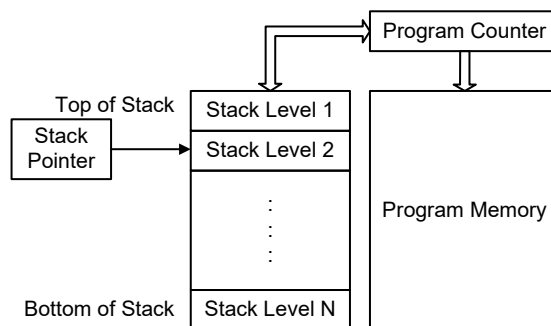 Program Counter
Top of Stack
Stack Level 1
Stack
Pointer
Stack Level 2
:
:
:
Program Memory
Bottom of Stack
Stack Level N